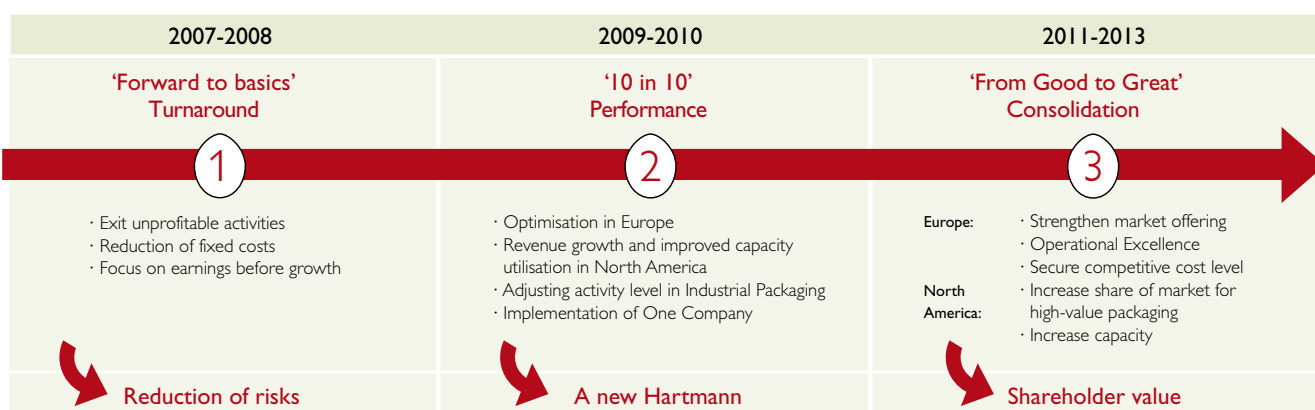 2007-2008
'Forward to basics'
Turnaround
1
· Exit unprofitable activities
· Reduction of fixed costs
· Focus on earnings before growth
Reduction of risks
2009-2010
'10 in 10'
Performance
2
· Optimisation in Europe
· Revenue growth and improved capacity
utilisation in North America
· Adjusting activity level in Industrial Packaging
· Implementation of One Company
A new Hartmann
2011-2013
'From Good to Great'
Consolidation
3
Europe: · Strengthen market offering
· Operational Excellence
· Secure competitive cost level
North · Increase share of market for
America: high-value packaging
· Increase capacity
Shareholder value